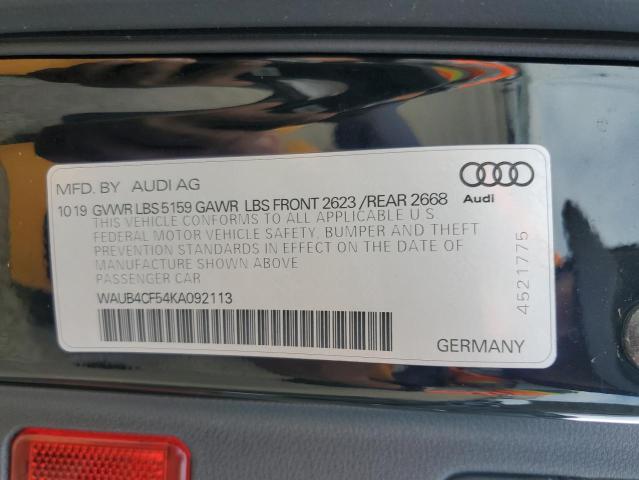 MFD. BY AUDI AG
10 19 GVWR LBS 5159 GAWR LBS FRONT 2623 /REAR 2668
THIS VEHICLE CONFORMS TO ALL APPLICABLE U S
FEDERAL MOTOR VEHICLE SAFETY, BUMPER AND THEFT
PREVENTION STANDARDS IN EFFECT ON THE DATE OF
MANUFACTURE SHOWN ABOVE
PASSENGER CAR
WAUB4CF54KA092113
GERMANY
Audi
4521775